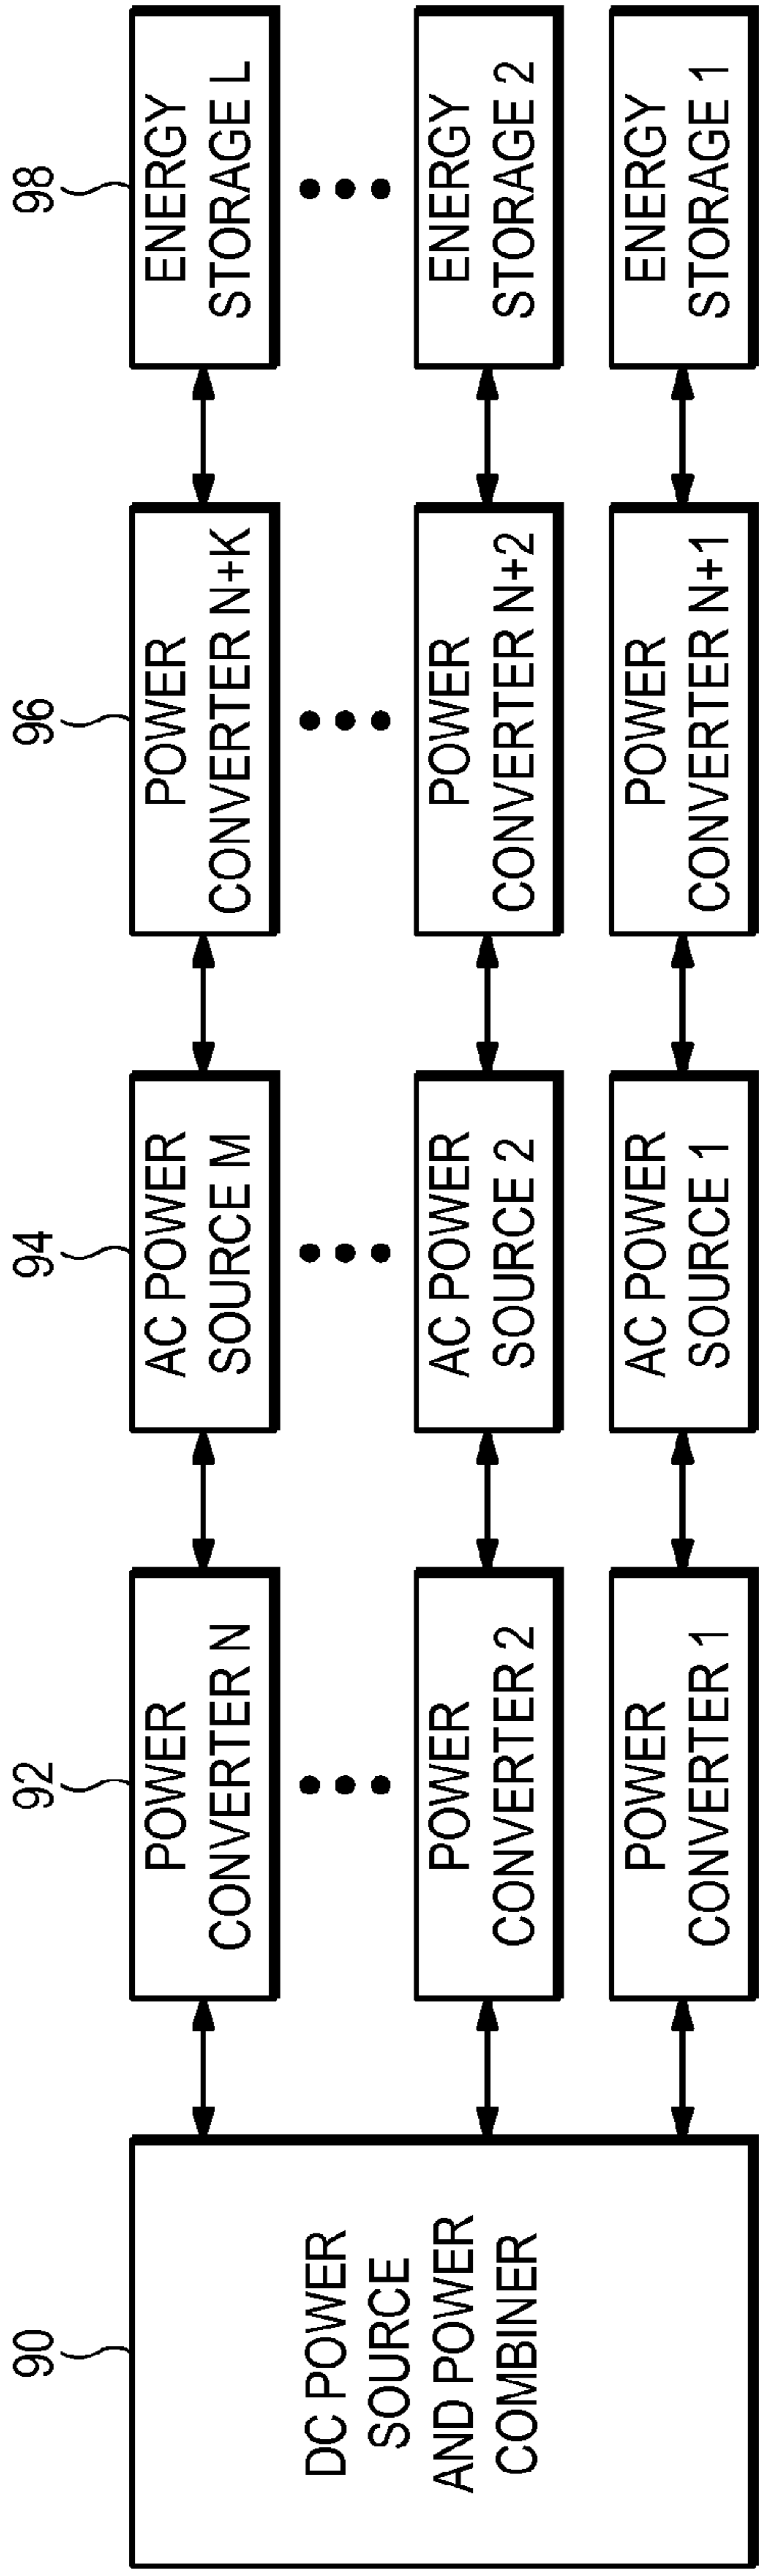 90
92
94
96
98
DC POWER
SOURCE
AND POWER
COMBINER
POWER
CONVERTER N
AC POWER
SOURCE M
POWER
CONVERTER N+K
ENERGY
STORAGE L
POWER
CONVERTER 2
AC POWER
SOURCE 2
POWER
CONVERTER N+2
ENERGY
STORAGE 2
POWER
CONVERTER 1
AC POWER
SOURCE 1
POWER
CONVERTER N+1
ENERGY
STORAGE 1